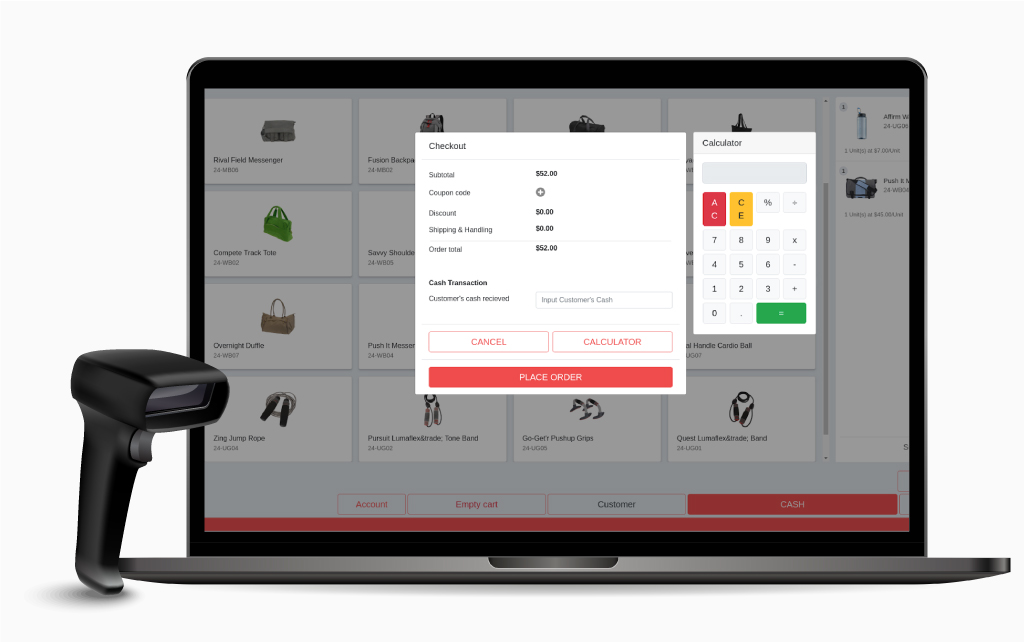 Rival Field Messenger
24-MB06
Fusion Backpa
24-MB02
Affirm W
24-UG06
1 Unit(s) at $7.00/Unit
Compete Track Tote
24-WB02
Savvy Shoulde
24-WB05
Push It M
24-WB04
1 Unit(s) at $45.00/Unit
Overnight Duffle
24-WB07
Push It Messer
24-WB04
al Handle Cardio Ball
UG07
Zing Jump Rope
24-UG04
Pursuit Lumaflex&trade; Tone Band
24-UG02
Go-Get'r Pushup Grips
24-UG05
Quest Lumaflex&trade; Band
24-UG01
Checkout
Subtotal $52.00
Coupon code
Discount $0.00
Shipping & Handling $0.00
Order total $52.00
Cash Transaction
Customer's cash recieved Input Customer's Cash
CANCEL CALCULATOR
PLACE ORDER
Calculator
AC CE % ÷
7 8 9 x
4 5 6 -
1 2 3 +
0 . =
Account Empty cart Customer CASH